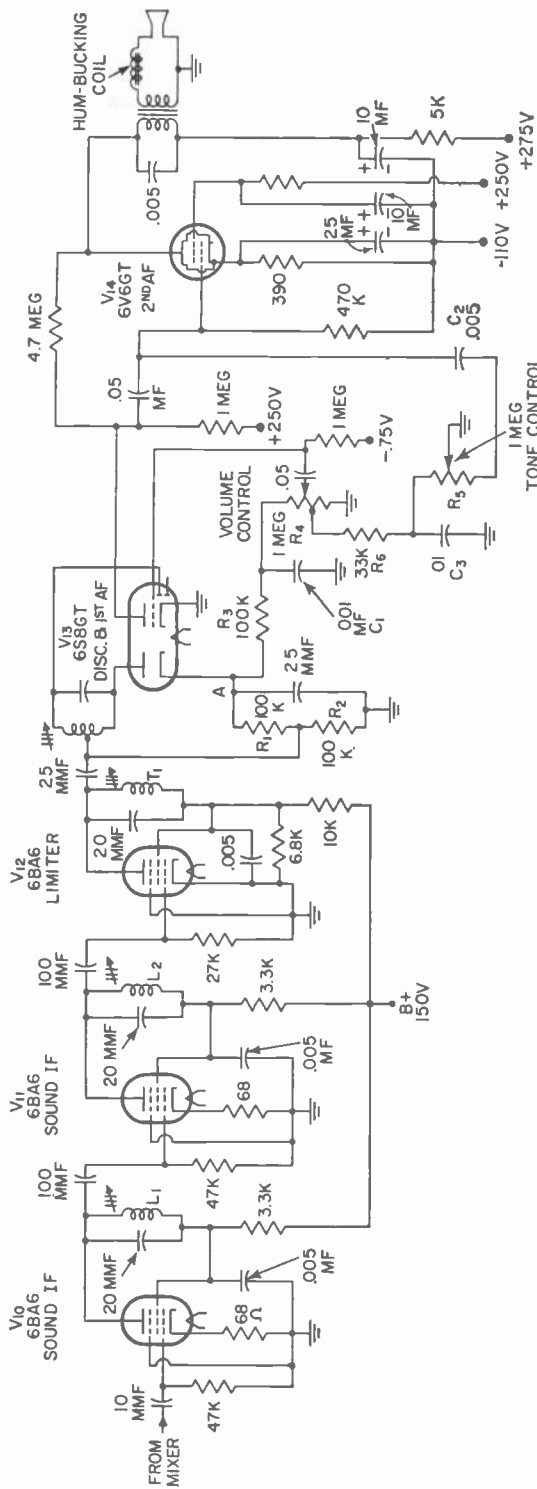 FROM
MIXER
10
MMF
47K
V10
6BA6
SOUND IF
68
Ω
20 MMF
L1
.005
MF
3.3K
100
MMF
47K
V11
6BA6
SOUND IF
68
20 MMF
L2
.005
MF
3.3K
B+
150V
100
MMF
27K
V12
6BA6
LIMITER
20
MMF
T1
.005
6.8K
10K
25
MMF
V13
6S8GT
DISC. & 1ST AF
A
R1
100
K
R2
100
K
25
MMF
R3
100K
.001
MF
C1
VOLUME
CONTROL
1 MEG
R4
.05
1 MEG
-.75V
33K
R6
.01
C3
R5
1 MEG
TONE CONTROL
C2
.005
4.7 MEG
.05
MF
1 MEG
+250V
470
K
V14
6V6GT
2ND AF
390
25
MF
10
MF
-110V
+250V
.005
HUM-BUCKING
COIL
10
MF
5K
+275V